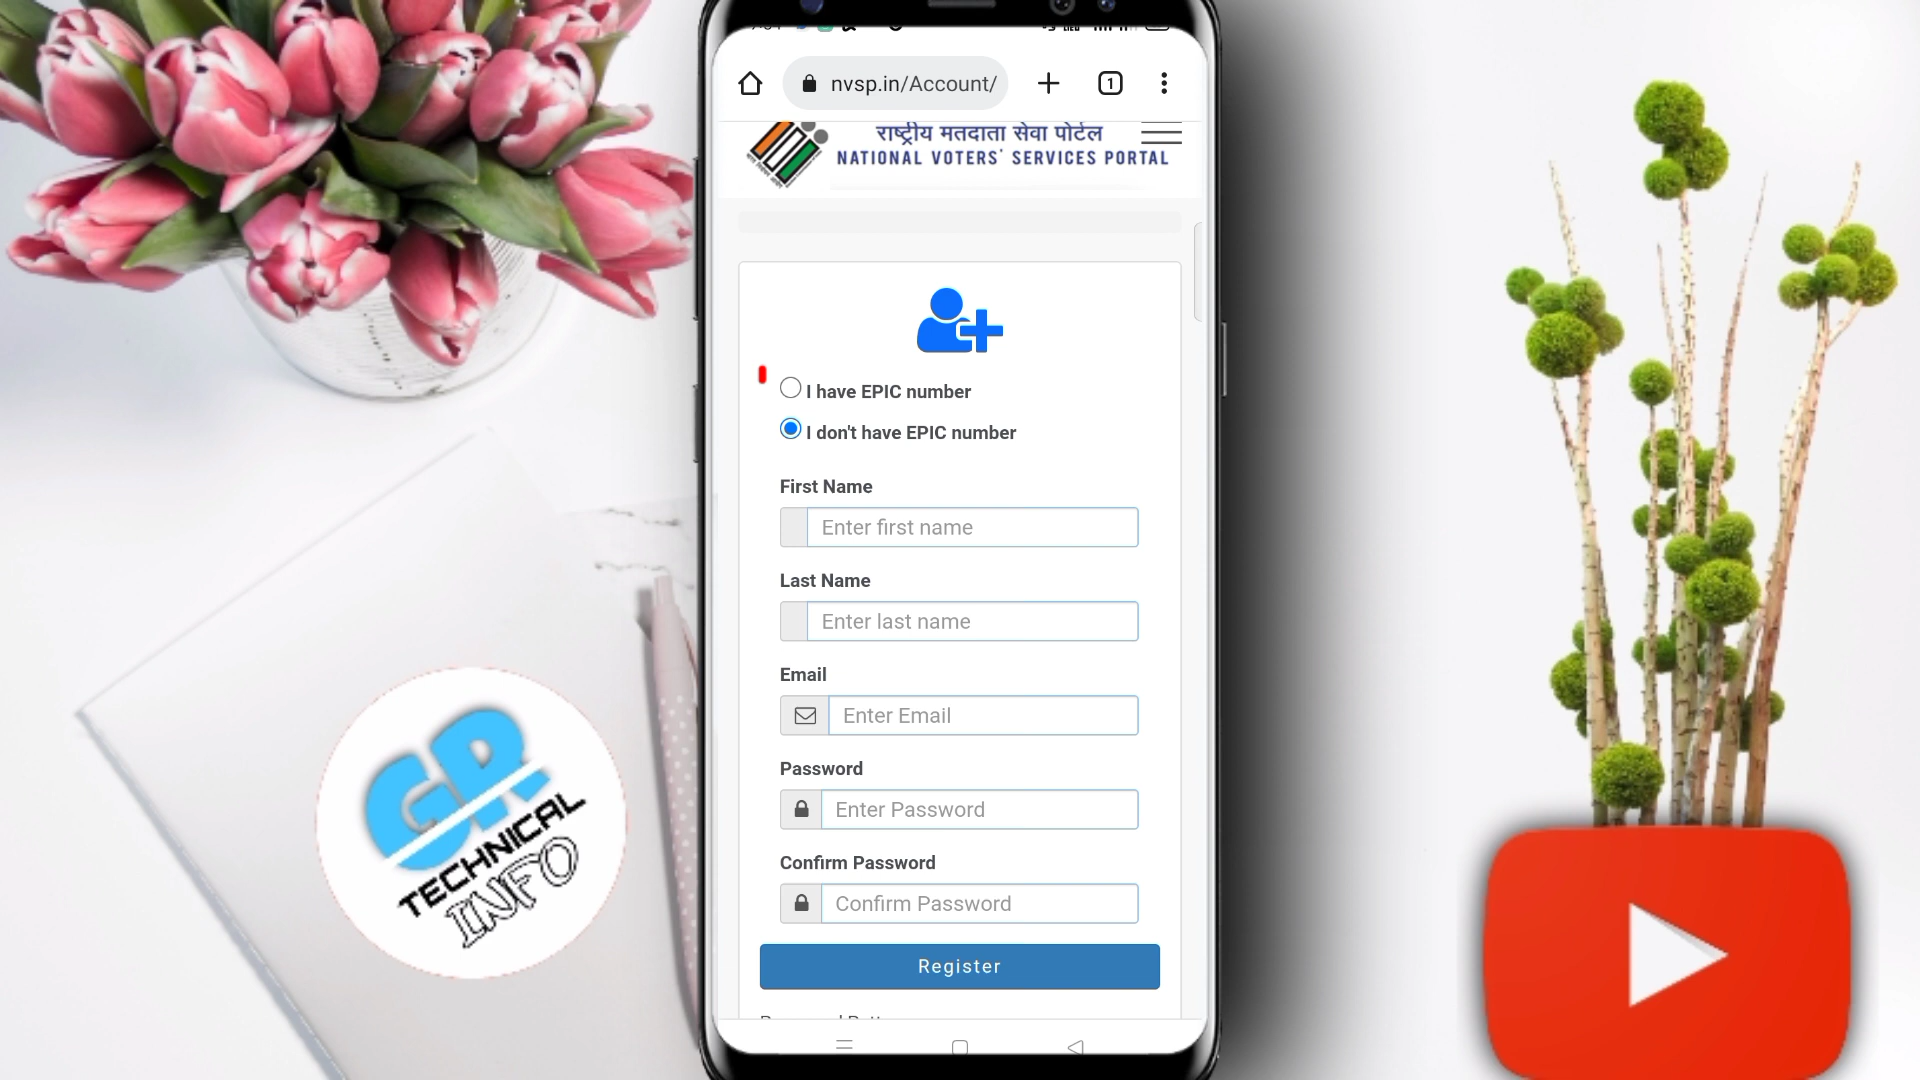 nvsp.in/Account/
1
राष्ट्रीय मतदाता सेवा पोर्टल
NATIONAL VOTERS' SERVICES PORTAL
I have EPIC number
I don't have EPIC number
First Name
Enter first name
Last Name
Enter last name
Email
Enter Email
Password
Enter Password
Confirm Password
Confirm Password
Register
GR
TECHNICAL
INFO